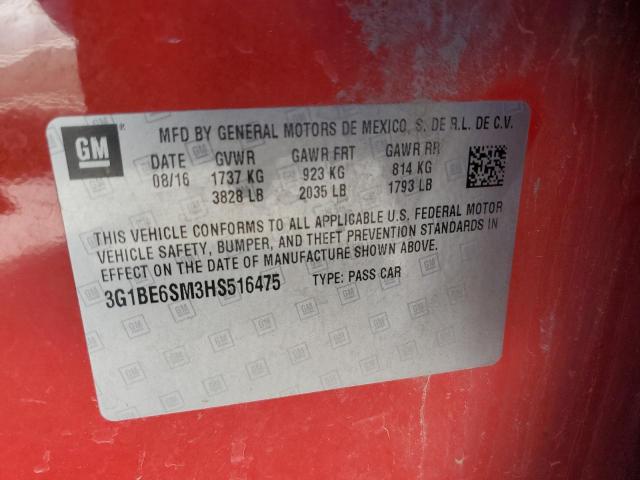 GM
MFD BY GENERAL MOTORS DE MEXICO, S. DE R.L. DE C.V.
DATE GVWR GAWR FRT GAWR RR
08/16 1737 KG 923 KG 814 KG
3828 LB 2035 LB 1793 LB
THIS VEHICLE CONFORMS TO ALL APPLICABLE U.S. FEDERAL MOTOR
VEHICLE SAFETY, BUMPER, AND THEFT PREVENTION STANDARDS IN
EFFECT ON THE DATE OF MANUFACTURE SHOWN ABOVE.
3G1BE6SM3HS516475 TYPE: PASS CAR